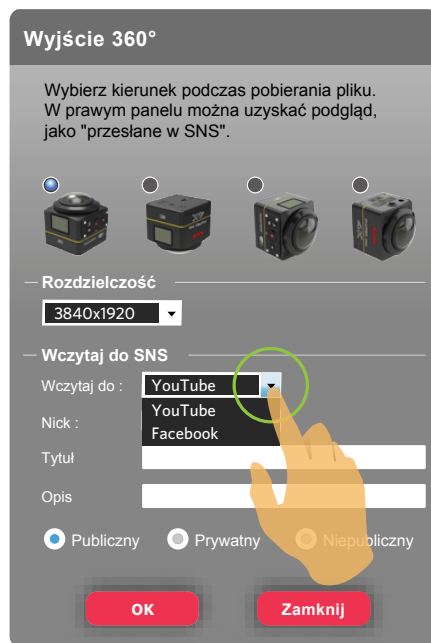 Wyjście 360°
Wybierz kierunek podczas pobierania pliku.
W prawym panelu można uzyskać podgląd,
jako "przesłane w SNS".
Rozdzielczość
3840x1920
Wczytaj do SNS
Wczytaj do : YouTube
YouTube
Nick :
Facebook
Tytuł
Opis
Publiczny Prywatny Niepubliczny
OK Zamknij